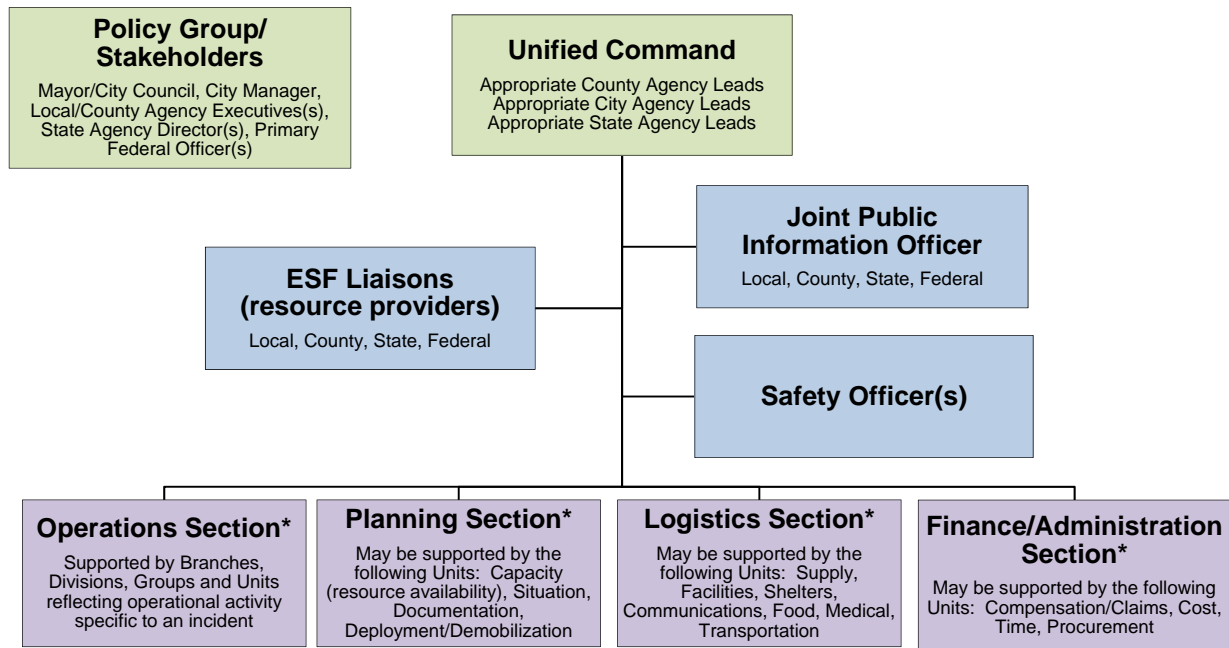 Policy Group/
Stakeholders
Mayor/City Council, City Manager,
Local/County Agency Executives(s),
State Agency Director(s), Primary
Federal Officer(s)
Unified Command
Appropriate County Agency Leads
Appropriate City Agency Leads
Appropriate State Agency Leads
Joint Public
Information Officer
Local, County, State, Federal
ESF Liaisons
(resource providers)
Local, County, State, Federal
Safety Officer(s)
Operations Section*
Supported by Branches,
Divisions, Groups and Units
reflecting operational activity
specific to an incident
Planning Section*
May be supported by the
following Units: Capacity
(resource availability), Situation,
Documentation,
Deployment/Demobilization
Logistics Section*
May be supported by the
following Units: Supply,
Facilities, Shelters,
Communications, Food, Medical,
Transportation
Finance/Administration
Section*
May be supported by the following
Units: Compensation/Claims, Cost,
Time, Procurement